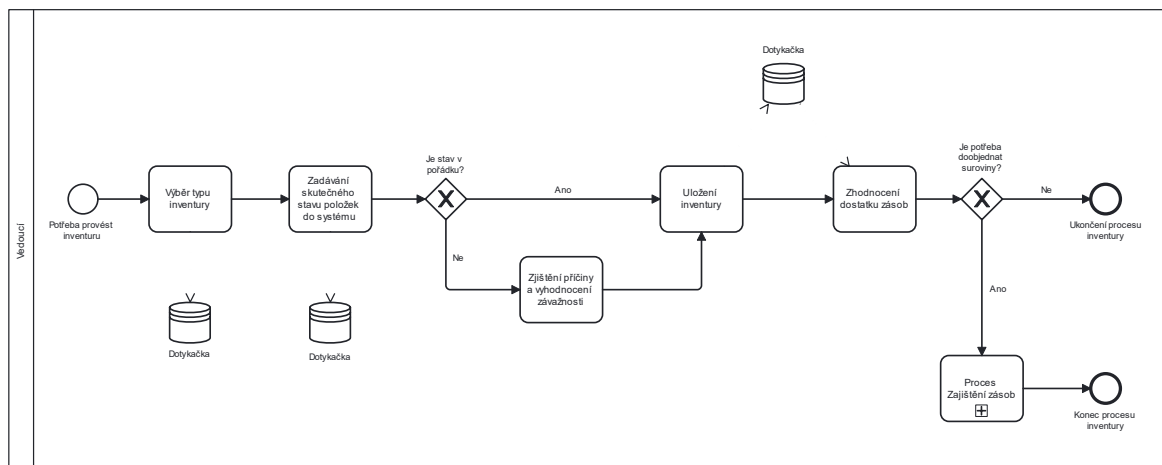 Vedoucí
Potřeba provést
inventuru
Výběr typu
inventury
Dotykačka
Zadávání
skutečného
stavu položek
do systému
Dotykačka
Je stav v
pořádku?
Ano
Ne
Zjištění příčiny
a vyhodnocení
závažnosti
Uložení
inventury
Dotykačka
Zhodnocení
dostatku zásob
Je potřeba
doobjednat
suroviny?
Ne
Ukončení procesu
inventury
Ano
Proces
Zajištění zásob
Konec procesu
inventury